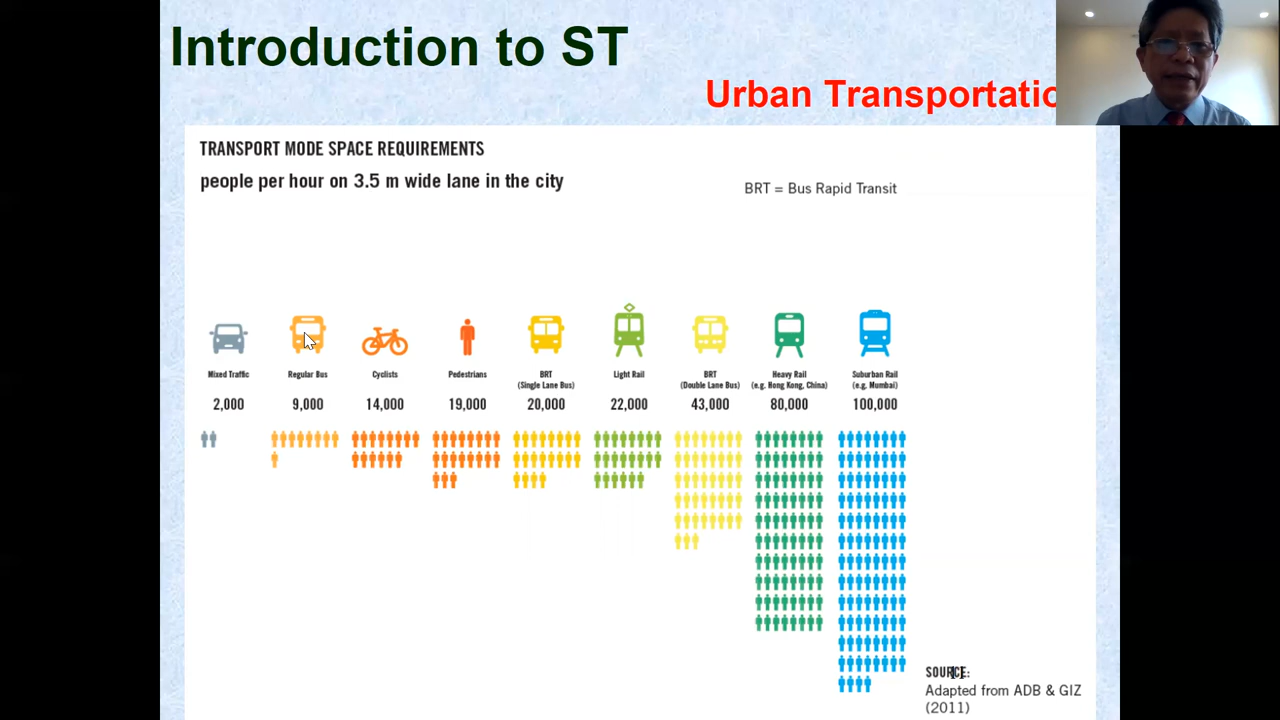 Introduction to ST
Urban Transportatio
TRANSPORT MODE SPACE REQUIREMENTS
people per hour on 3.5 m wide lane in the city
BRT = Bus Rapid Transit
Mixed Traffic
2,000
Regular Bus
9,000
Cyclists
14,000
Pedestrians
19,000
BRT
(Single Lane Bus)
20,000
Light Rail
22,000
BRT
(Double Lane Bus)
43,000
Heavy Rail
(e.g. Hong Kong, China)
80,000
Suburban Rail
(e.g. Mumbai)
100,000
SOURCE:
Adapted from ADB & GIZ
(2011)